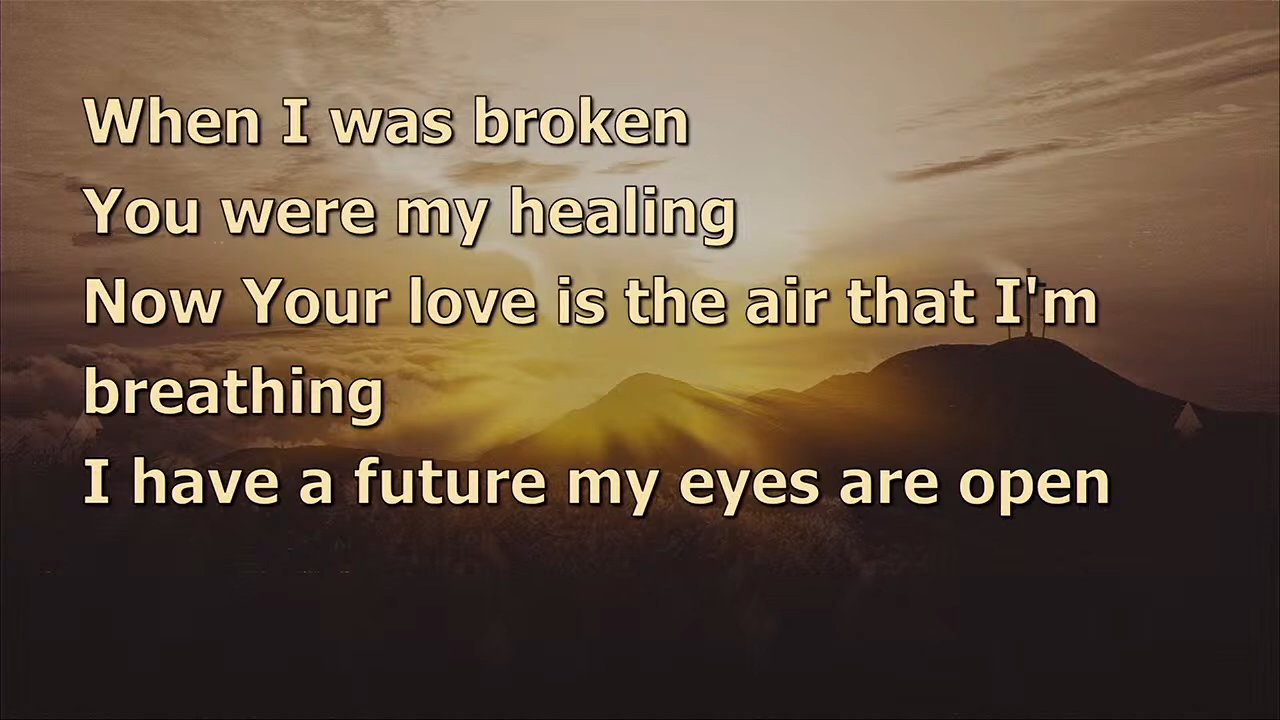 When I was broken
You were my healing
Now Your love is the air that I'm
breathing
I have a future my eyes are open